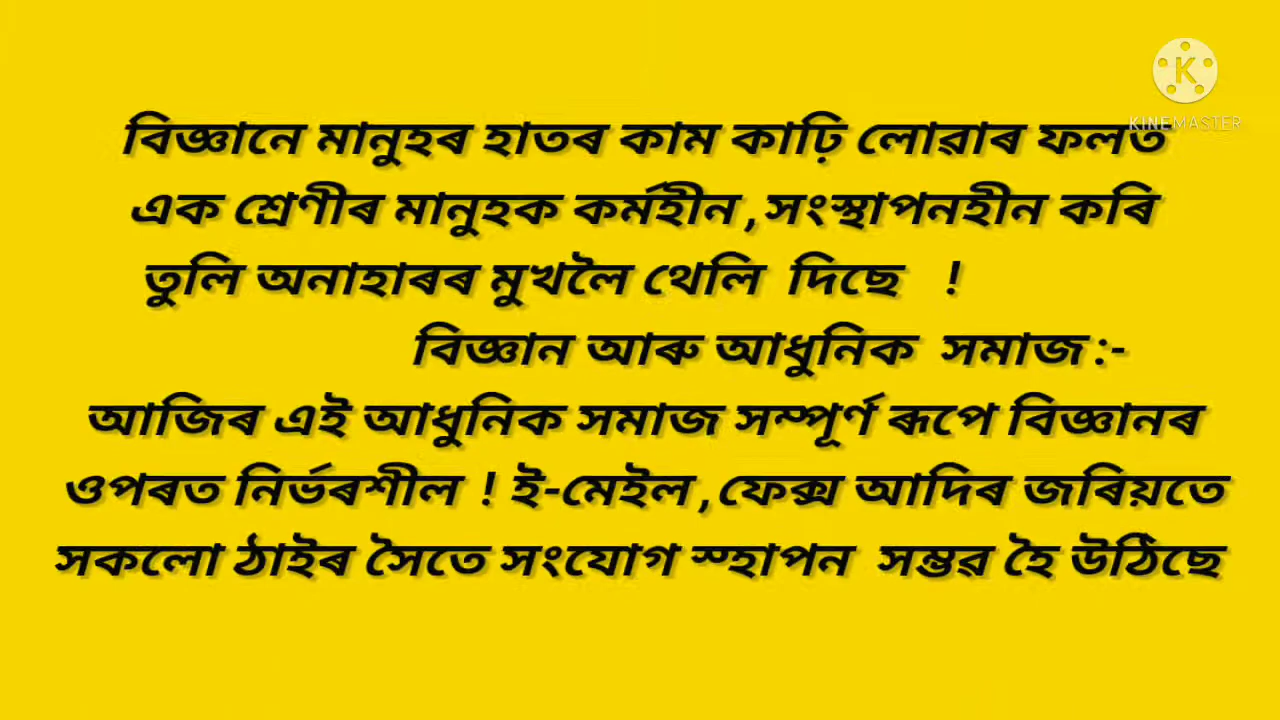 KINEMASTER
বিজ্ঞানে মানুহৰ হাতৰ কাম কাঢ়ি লোৱাৰ ফলত
এক শ্ৰেণীৰ মানুহক কৰ্মহীন ,সংস্থাপনহীন কৰি
তুলি অনাহাৰৰ মুখলৈ থেলি দিছে !
বিজ্ঞান আৰু আধুনিক সমাজ :-
আজিৰ এই আধুনিক সমাজ সম্পূৰ্ণ ৰূপে বিজ্ঞানৰ
ওপৰত নিৰ্ভৰশীল ! ই-মেইল ,ফেক্স আদিৰ জৰিয়তে
সকলো ঠাইৰ সৈতে সংযোগ স্হাপন সম্ভৱ হৈ উঠিছে